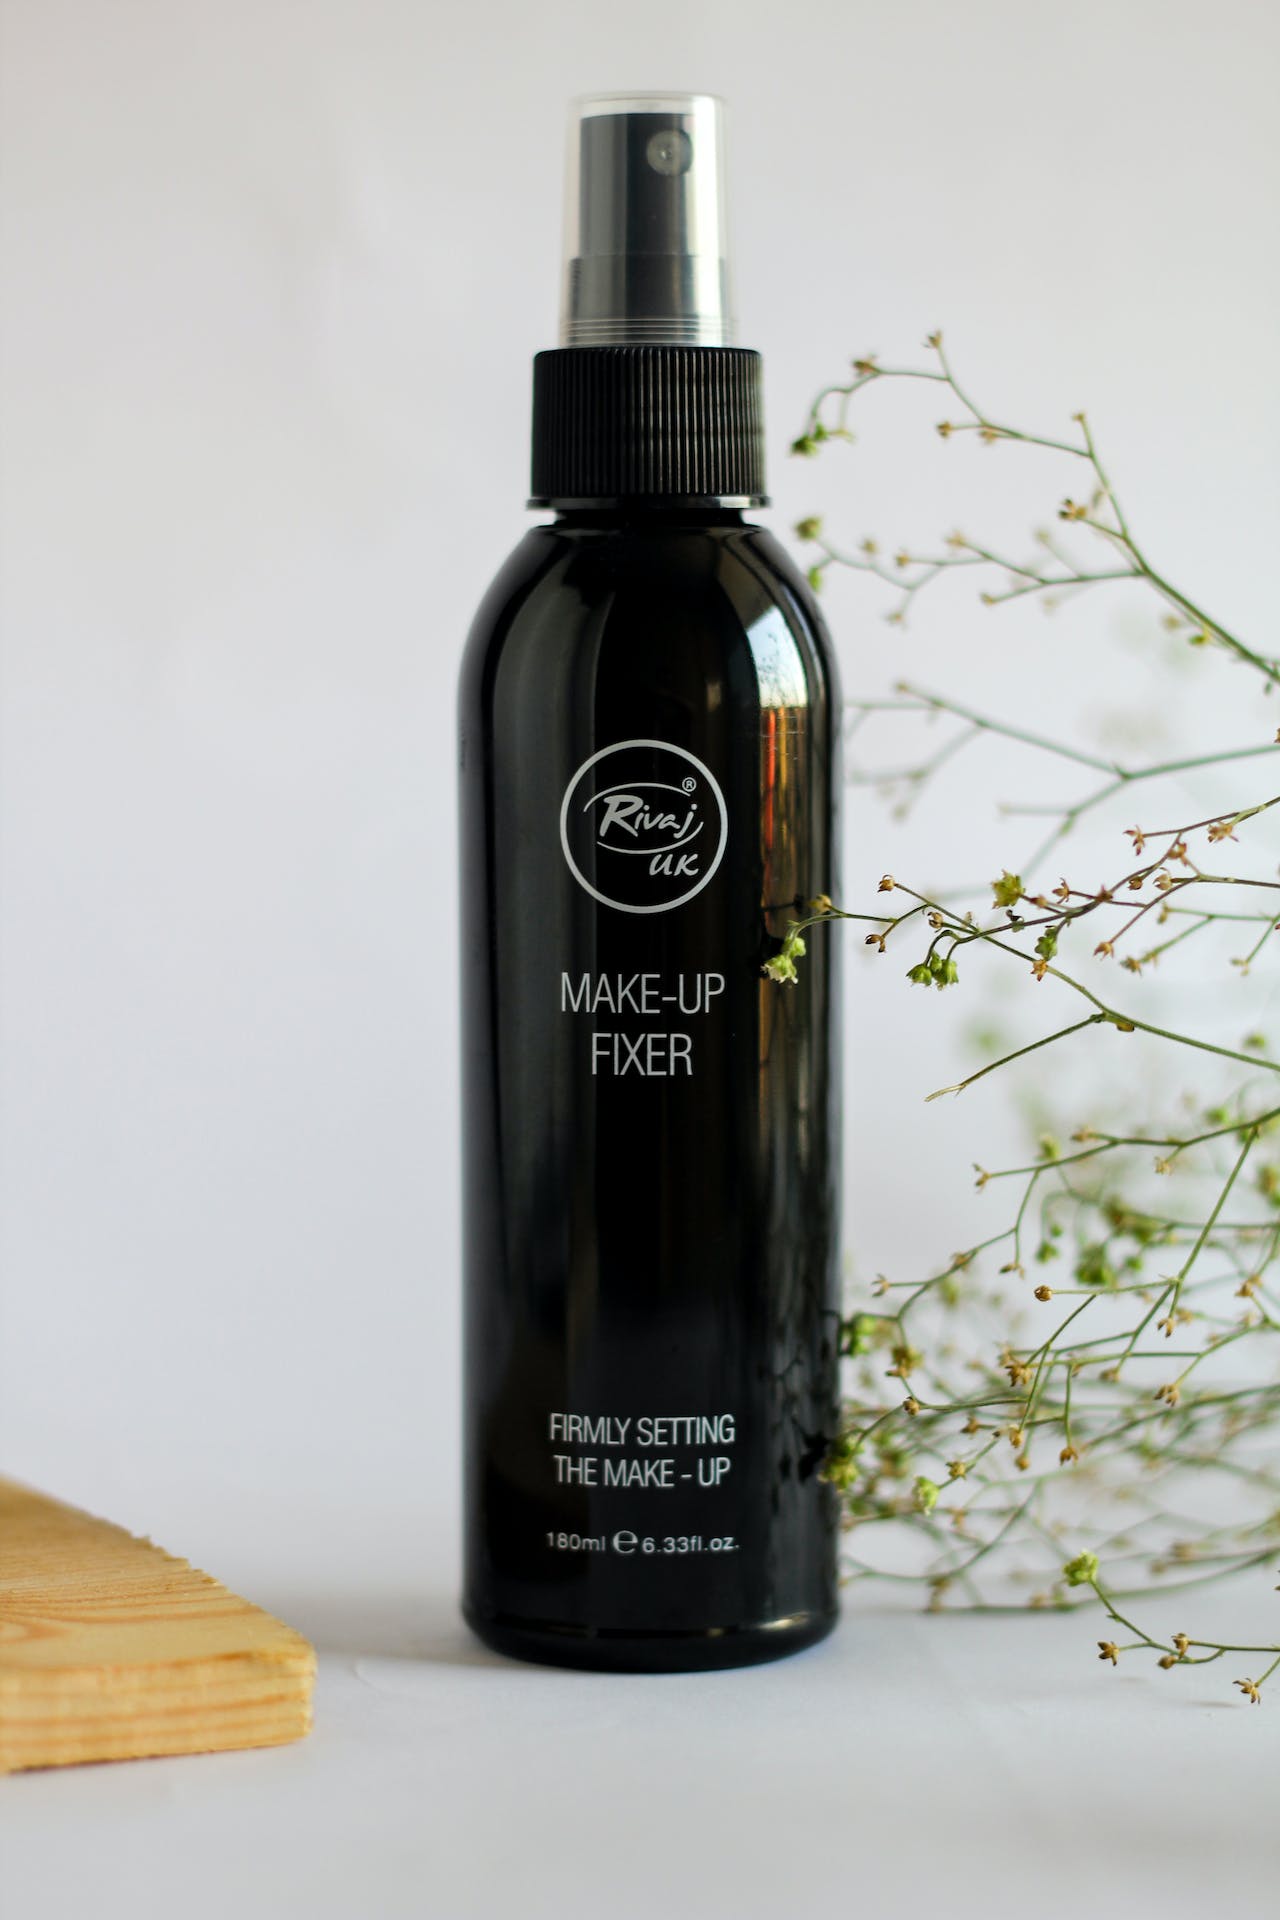 Rivaj®
UK
MAKE-UP
FIXER
FIRMLY SETTING
THE MAKE - UP
180ml ℮ 6.33fl.oz.